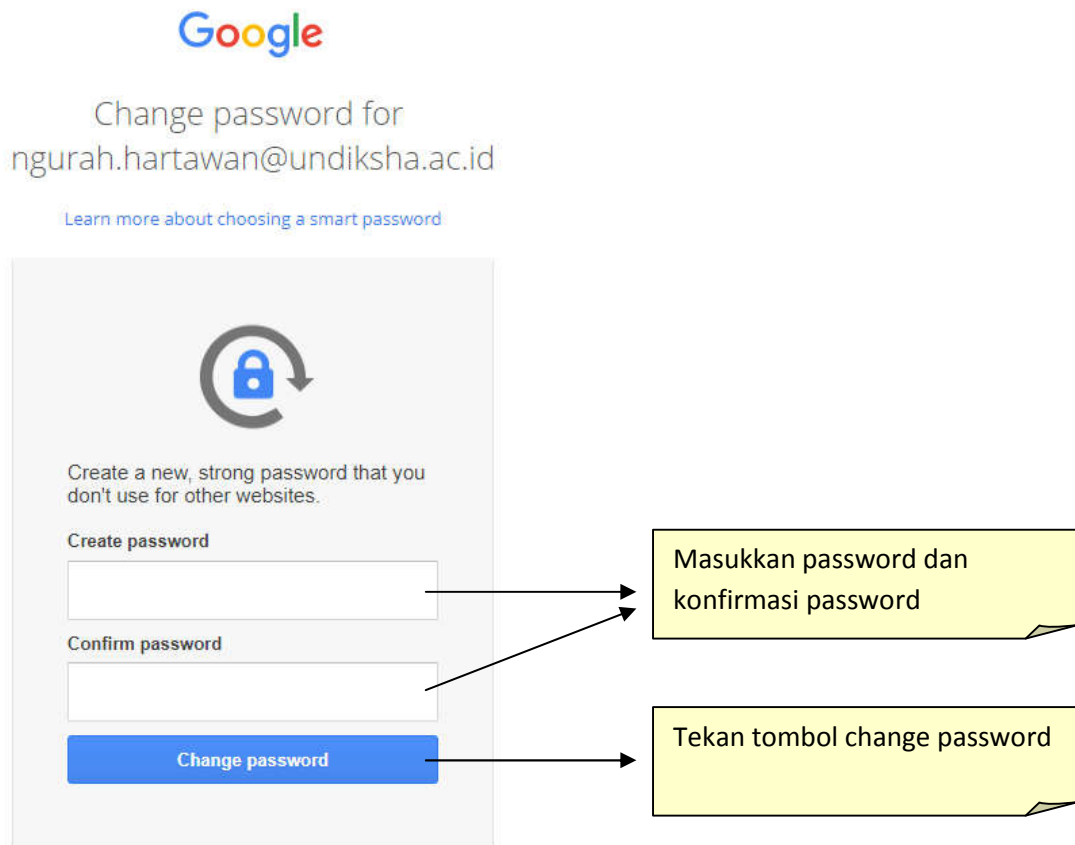 Google
Change password for
ngurah.hartawan@undiksha.ac.id
Learn more about choosing a smart password
Create a new, strong password that you
don't use for other websites.
Create password
Masukkan password dan
konfirmasi password
Confirm password
Change password
Tekan tombol change password